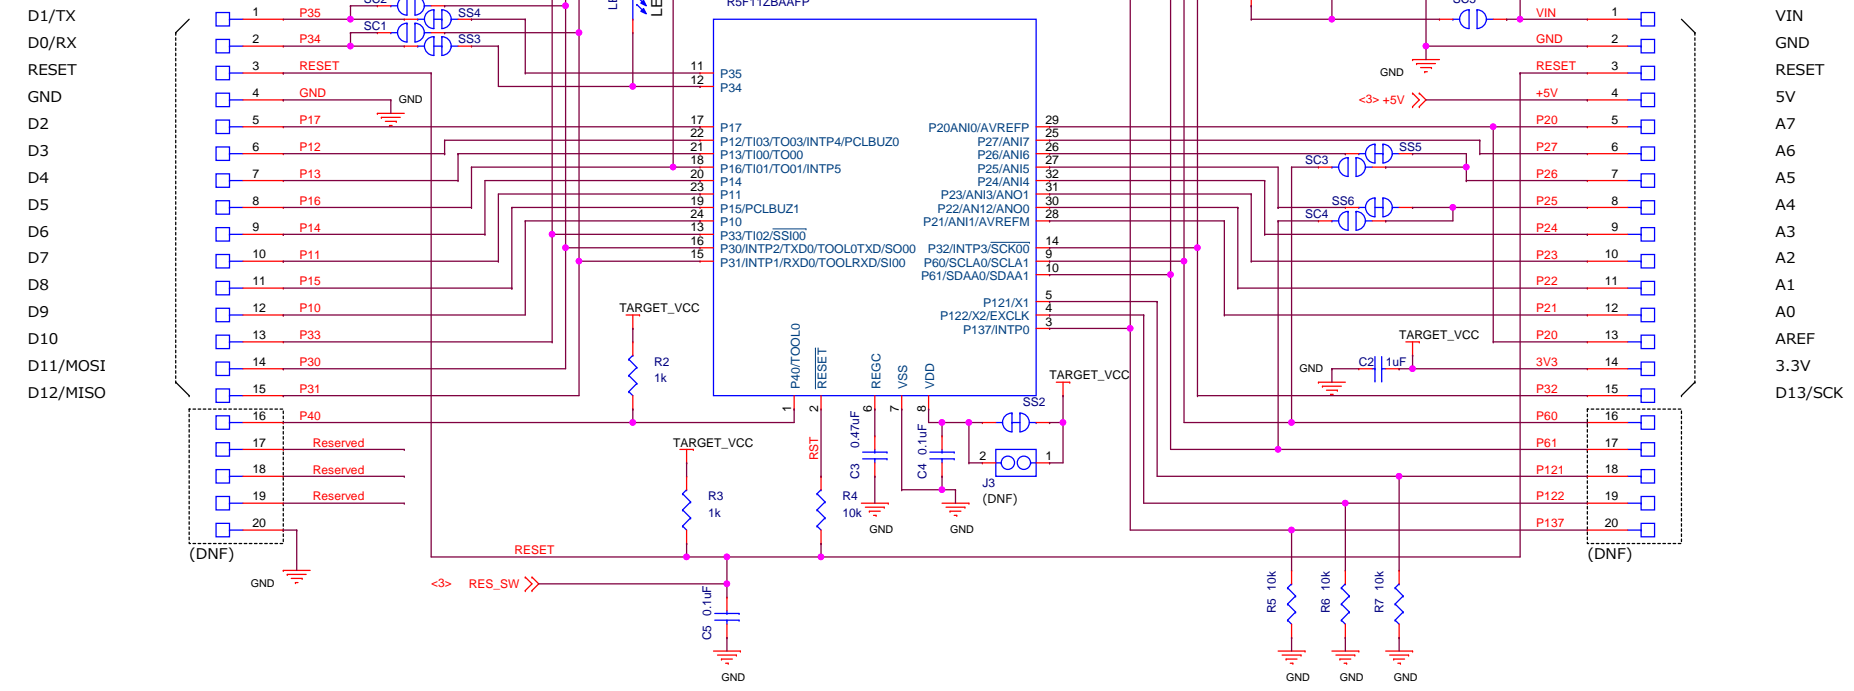 D1/TX
D0/RX
RESET
GND
D2
D3
D4
D5
D6
D7
D8
D9
D10
D11/MOSI
D12/MISO
1 P35
2 P34
3 RESET
4 GND
5 P17
6 P12
7 P13
8 P16
9 P14
10 P11
11 P15
12 P10
13 P33
14 P30
15 P31
16 P40
17 Reserved
18 Reserved
19 Reserved
20
(DNF)
GND
GND
SS4
SC1
SS3
R5F11ZBAAFP
11 P35
12 P34
17 P17
22 P12/TI03/TO03/INTP4/PCLBUZ0
21 P13/TI00/TO00
18 P16/TI01/TO01/INTP5
20 P14
23 P11
19 P15/PCLBUZ1
24 P10
13 P33/TI02/SSI00
16 P30/INTP2/TXD0/TOOL0TXD/SO00
15 P31/INTP1/RXD0/TOOLRXD/SI00
P20ANI0/AVREFP 29
P27/ANI7 25
P26/ANI6 26
P25/ANI5 27
P24/ANI4 32
P23/ANI3/ANO1 31
P22/AN12/ANO0 30
P21/ANI1/AVREFM 28
P32/INTP3/SCK00 14
P60/SCLA0/SCLA1 9
P61/SDAA0/SDAA1 10
P121/X1 5
P122/X2/EXCLK 4
P137/INTP0 3
P40/TOOL0 1
RESET 2
REGC 6
VSS 7
VDD 8
TARGET_VCC
R2
1k
TARGET_VCC
R3
1k
RST
R4
10k
C3 0.47uF
GND
C4 0.1uF
GND
TARGET_VCC
SS2
2 1
J3
(DNF)
RESET
<3> RES_SW
C5 0.1uF
GND
SC3
SS5
SS6
SC4
GND
<3> +5V
TARGET_VCC
GND
C2 1uF
VIN 1
GND 2
RESET 3
+5V 4
P20 5
P27 6
P26 7
P25 8
P24 9
P23 10
P22 11
P21 12
P20 13
3V3 14
P32 15
P60 16
P61 17
P121 18
P122 19
P137 20
(DNF)
R5 10k
R6 10k
R7 10k
GND
GND
GND
VIN
GND
RESET
5V
A7
A6
A5
A4
A3
A2
A1
A0
AREF
3.3V
D13/SCK